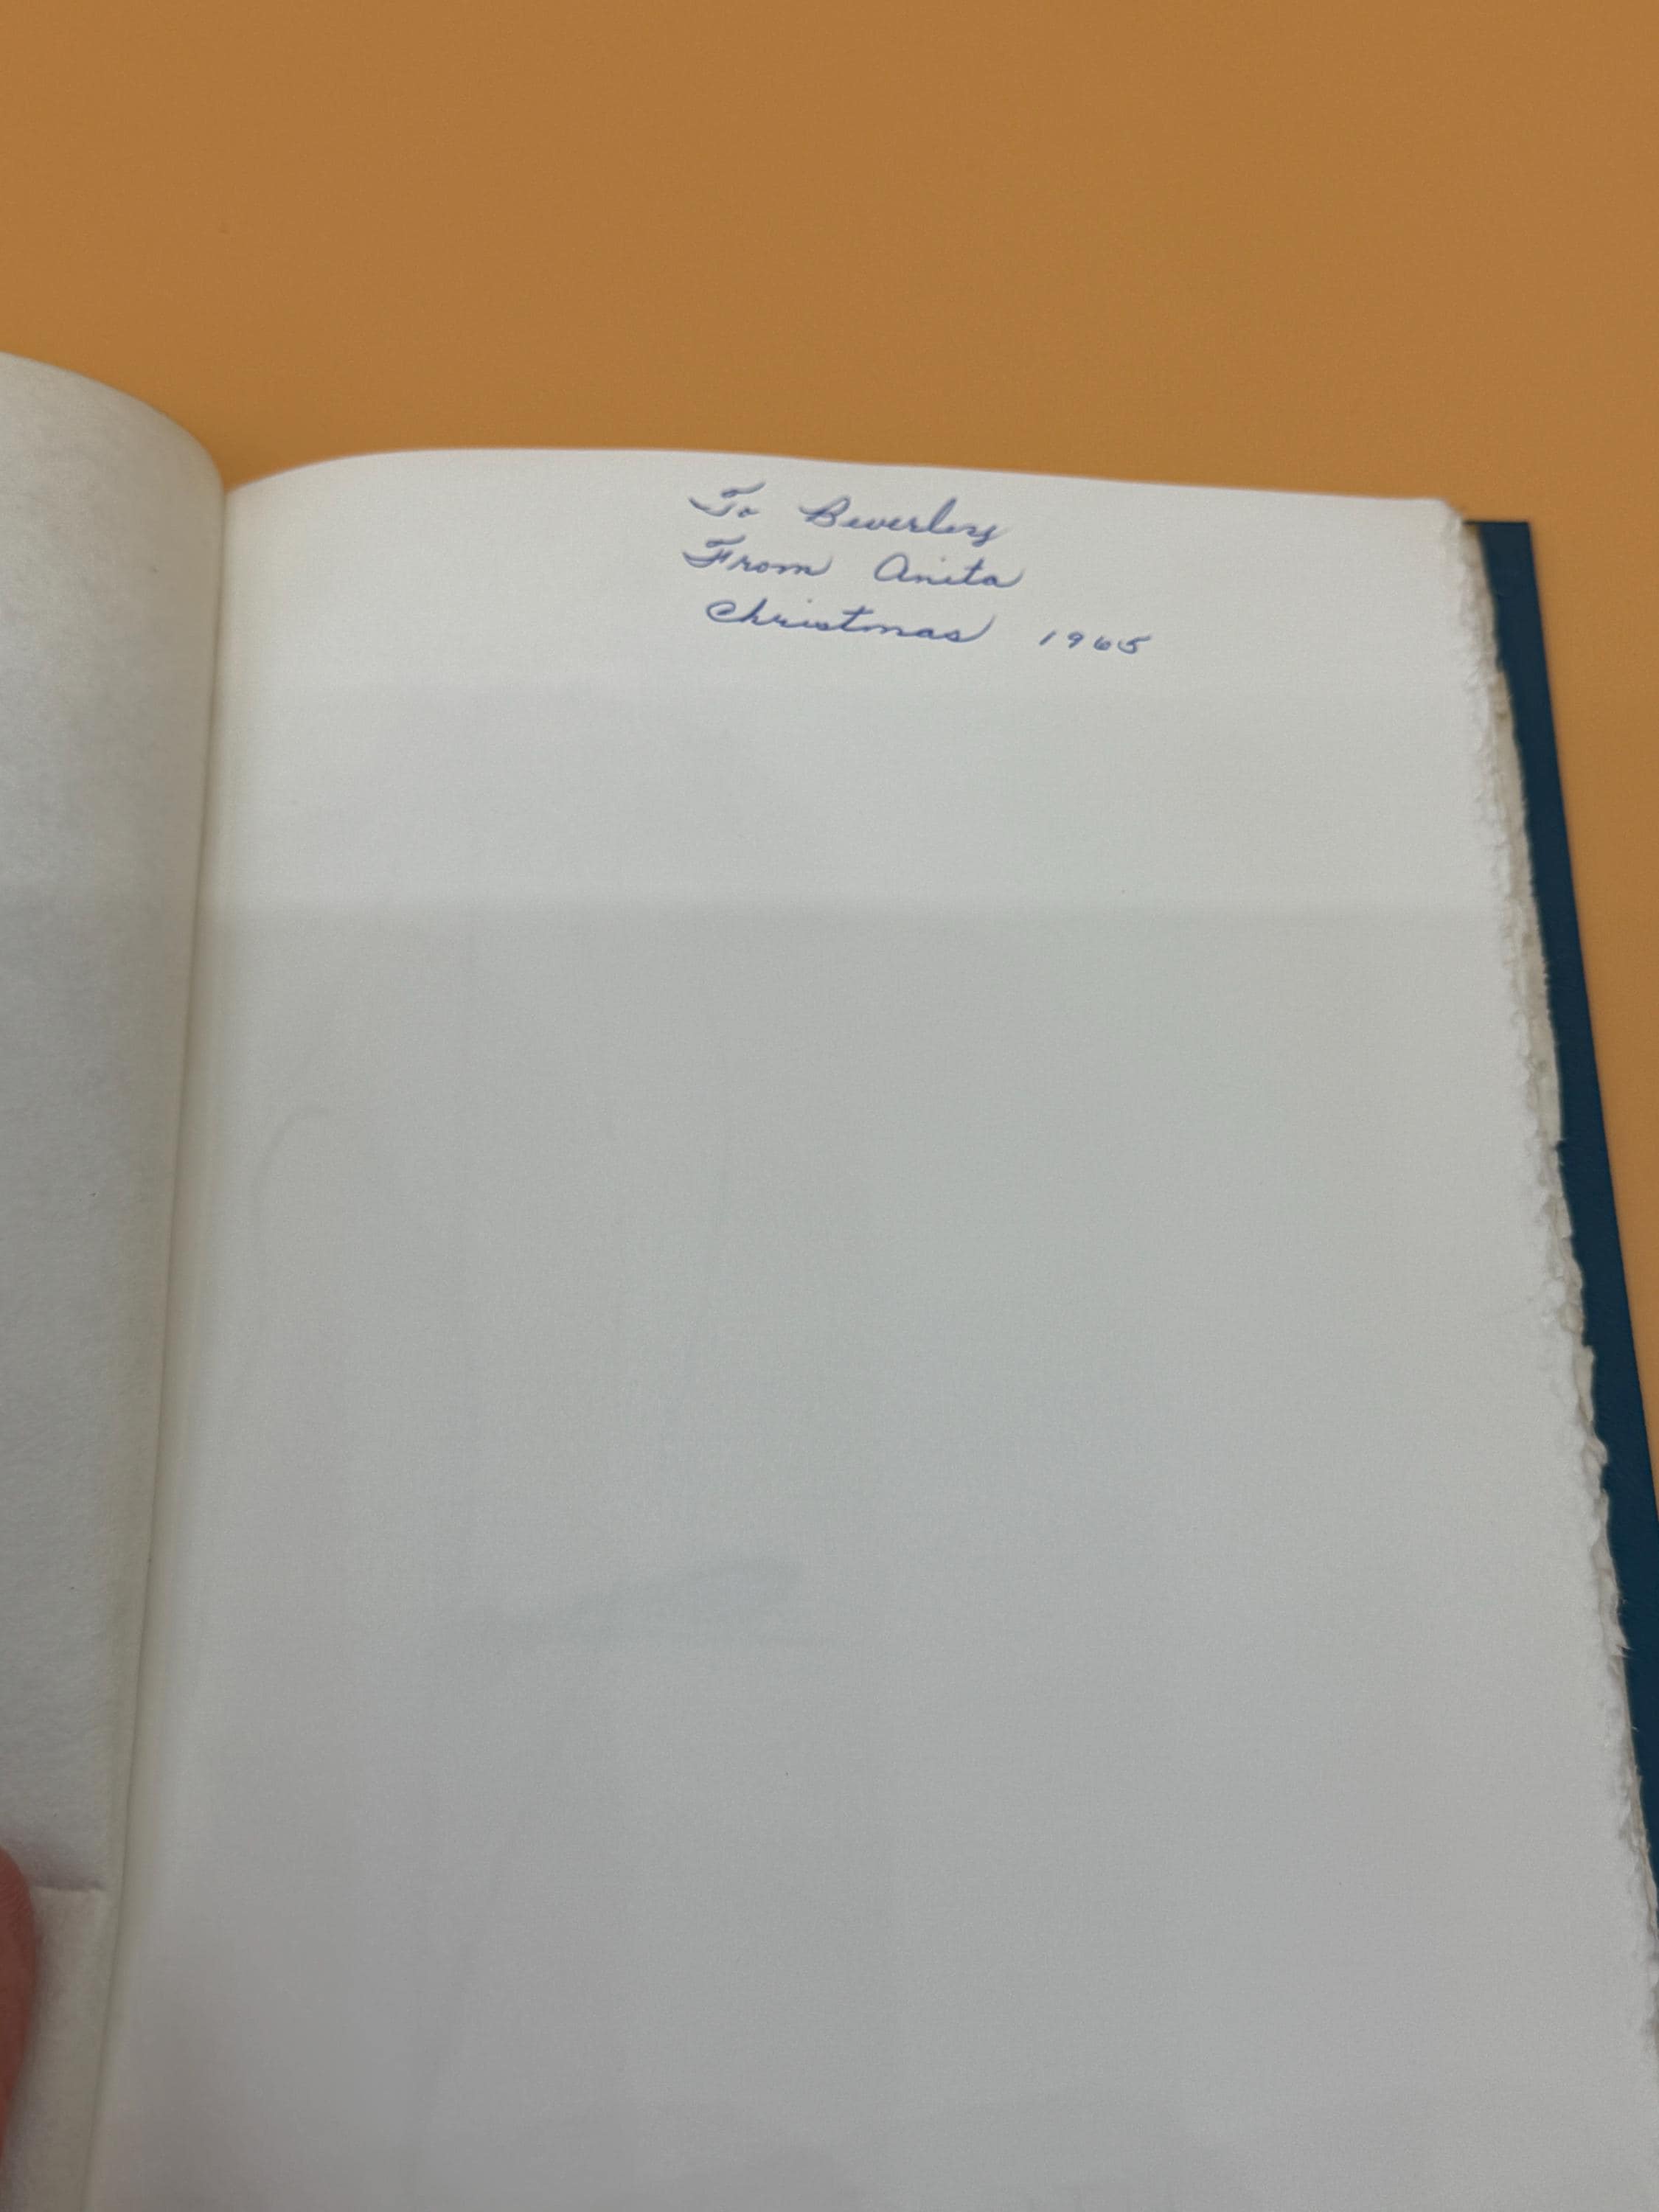 To Beverley
From Anita
Christmas 1965